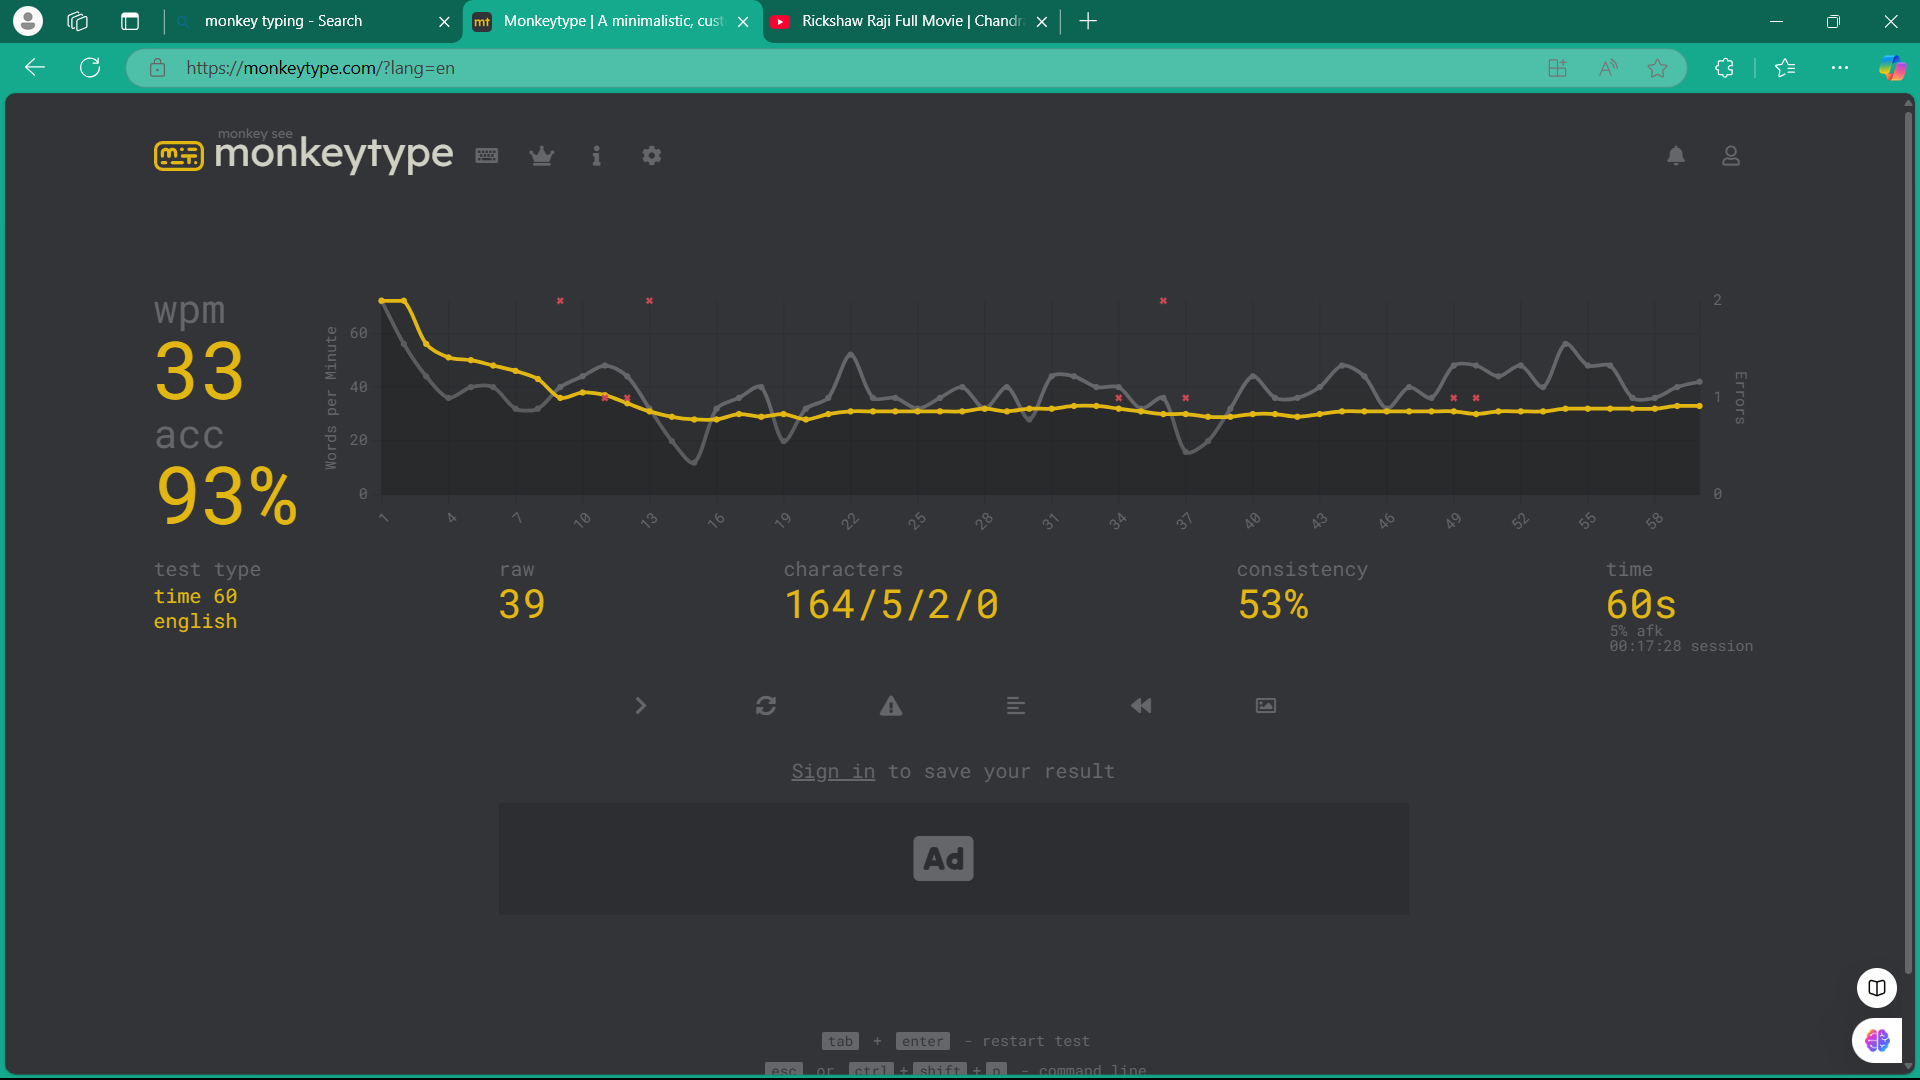 monkey typing - Search
mt
Monkeytype | A minimalistic, cust
Rickshaw Raji Full Movie | Chandr
https://monkeytype.com/?lang=en
monkey see
monkeytype
wpm
33
acc
93%
Words per Minute
60
40
20
0
2
1
0
Errors
1
4
7
10
13
16
19
22
25
28
31
34
37
40
43
46
49
52
55
58
test type
time 60
english
raw
39
characters
164/5/2/0
consistency
53%
time
60s
5% afk
00:17:28 session
Sign in to save your result
Ad
tab + enter - restart test
esc or ctrl + shift + p - command line